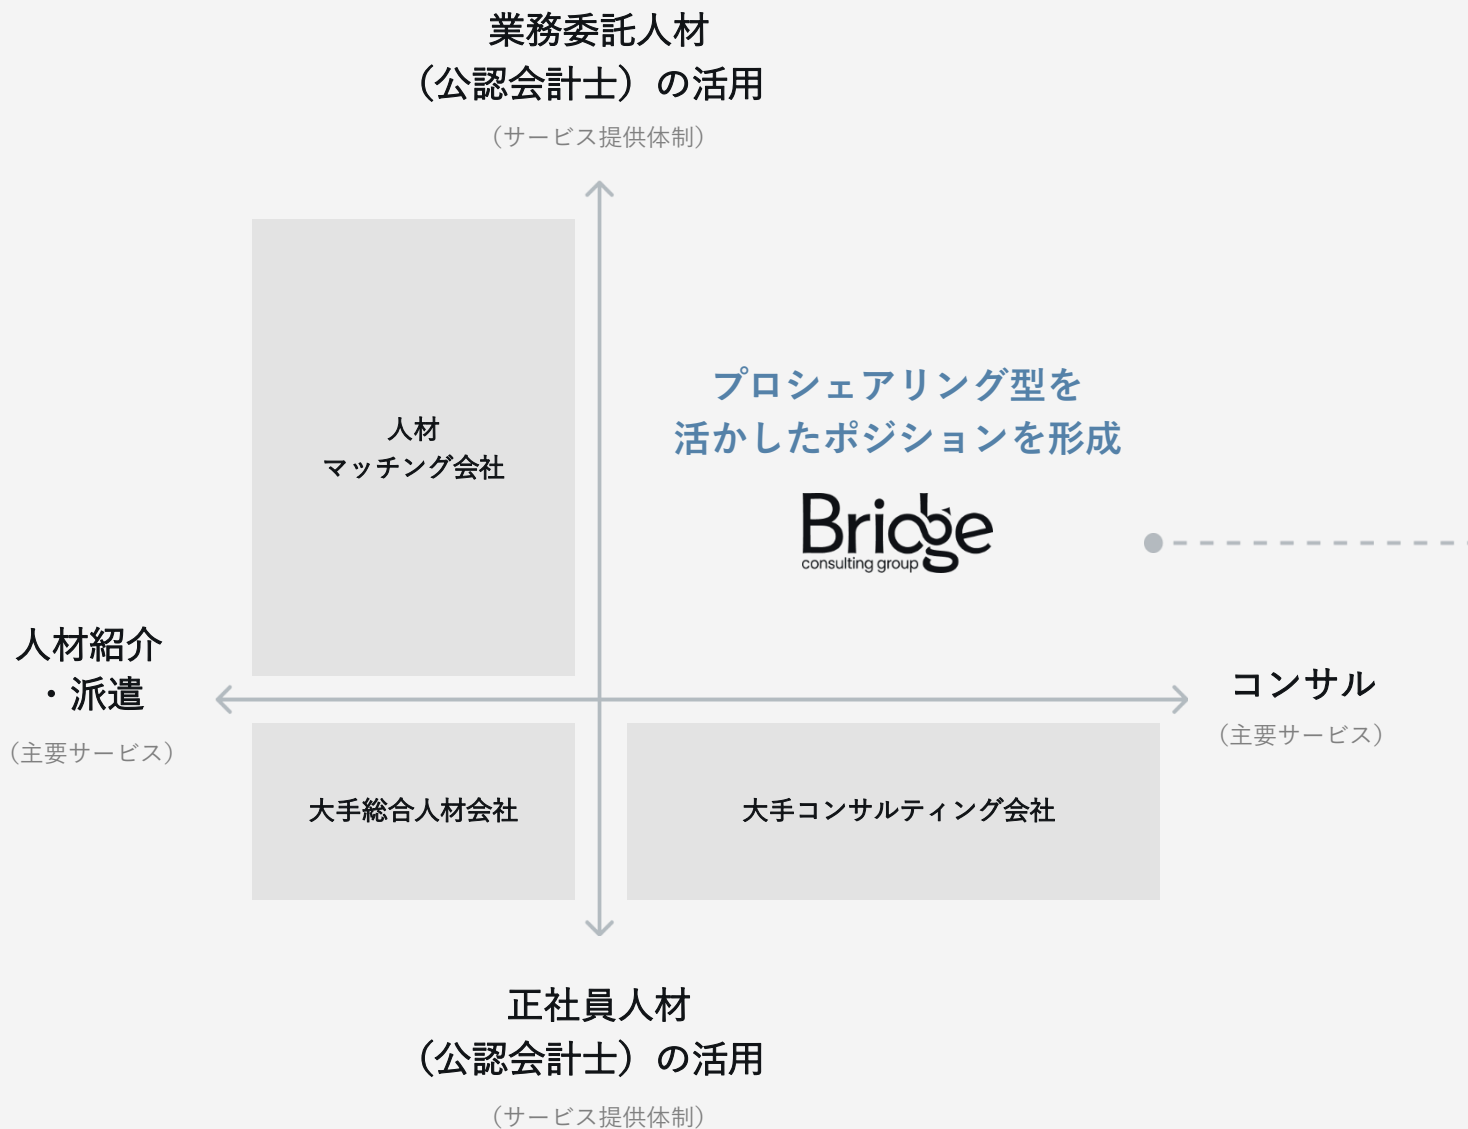 業務委託人材
（公認会計士）の活用
（サービス提供体制）
プロシェアリング型を
活かしたポジションを形成
人材
マッチング会社
Bridge
consulting group
人材紹介
・派遣
（主要サービス）
コンサル
（主要サービス）
大手総合人材会社
大手コンサルティング会社
正社員人材
（公認会計士）の活用
（サービス提供体制）